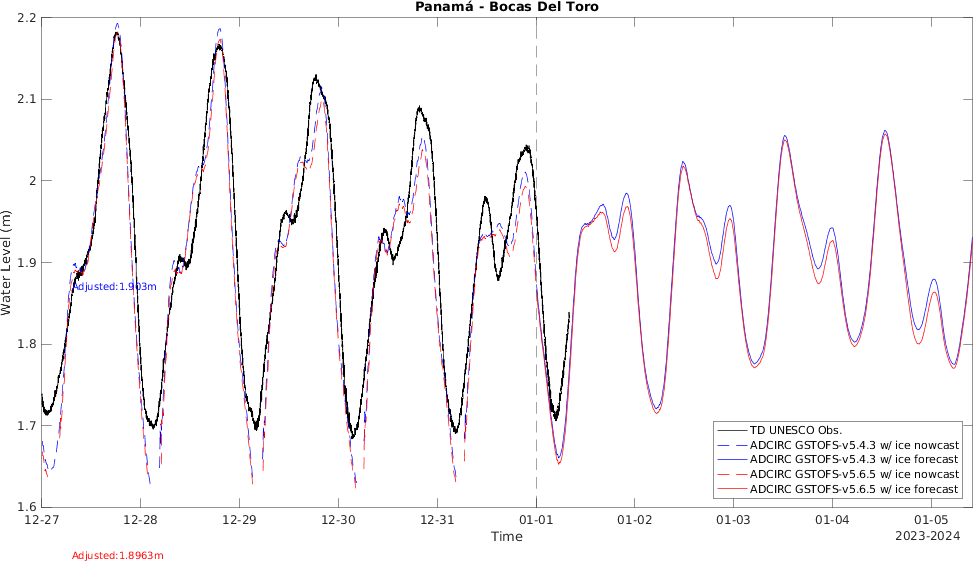 Panamá - Bocas Del Toro
Water Level (m)
2.2
2.1
2
1.9
1.8
1.7
1.6
Adjusted:1.903m
TD UNESCO Obs.
ADCIRC GSTOFS-v5.4.3 w/ ice nowcast
ADCIRC GSTOFS-v5.4.3 w/ ice forecast
ADCIRC GSTOFS-v5.6.5 w/ ice nowcast
ADCIRC GSTOFS-v5.6.5 w/ ice forecast
12-27 12-28 12-29 12-30 12-31 01-01 01-02 01-03 01-04 01-05
Time
2023-2024
Adjusted:1.8963m